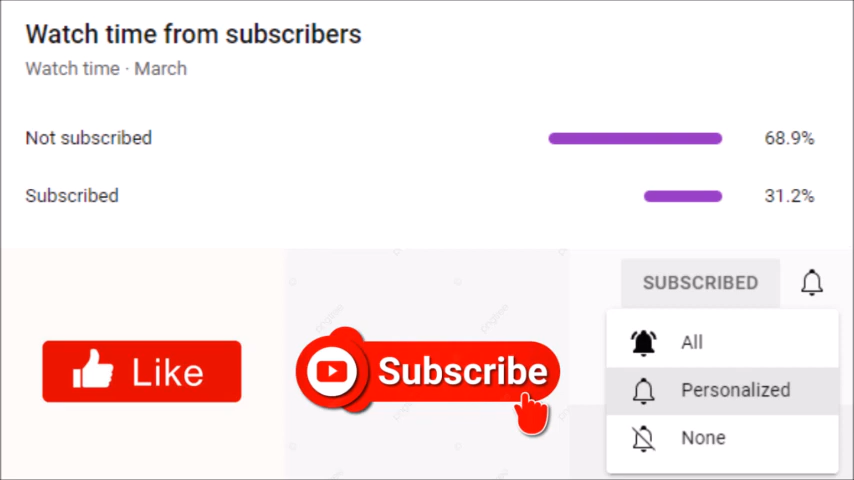 Watch time from subscribers
Watch time · March
Not subscribed 68.9%
Subscribed 31.2%
SUBSCRIBED
Like
Subscribe
All
Personalized
None